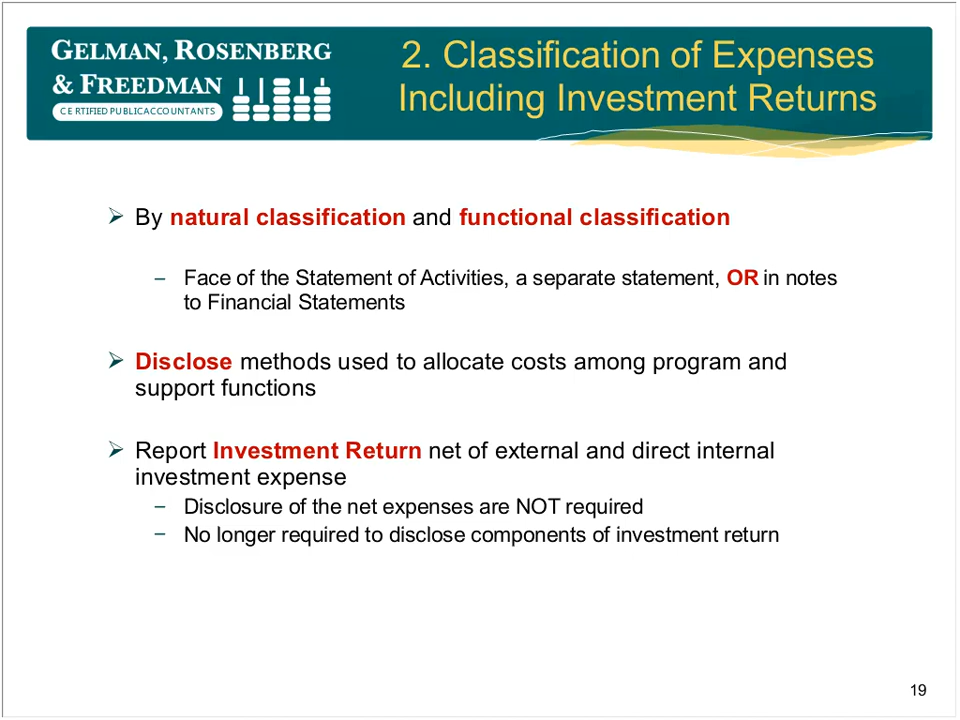 GELMAN, ROSENBERG
& FREEDMAN
CERTIFIED PUBLIC ACCOUNTANTS
2. Classification of Expenses
Including Investment Returns
➢ By natural classification and functional classification
– Face of the Statement of Activities, a separate statement, OR in notes
to Financial Statements
➢ Disclose methods used to allocate costs among program and
support functions
➢ Report Investment Return net of external and direct internal
investment expense
– Disclosure of the net expenses are NOT required
– No longer required to disclose components of investment return
19